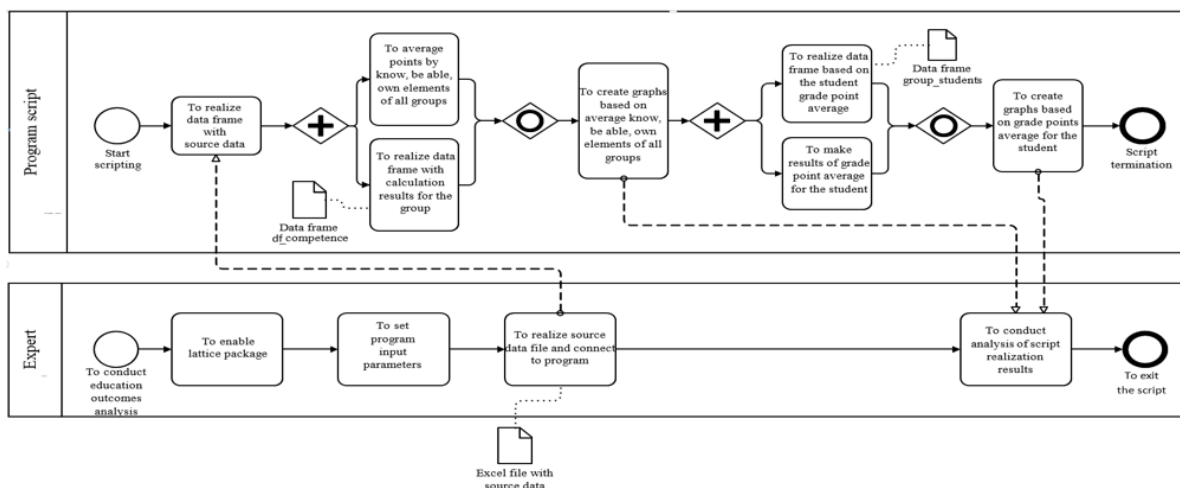 Program script
Start
scripting
To realize
data frame with
source data
To average
points by
know, be able,
own elements
of all groups
To realize data
frame with
calculation
results for the
group
Data frame
df_competence
To create graphs
based on
average know,
be able, own
elements of all
groups
To realize data
frame based on
the student
grade point
average
Data frame
group_students
To make
results of grade
point average
for the student
To create
graphs based
on grade points
average for the
student
Script
termination
Expert
To conduct
education
outcomes
analysis
To enable
lattice package
To set
program
input
parameters
To realize source
data file and connect
to program
Excel file with
source data
To conduct
analysis of script
realization
results
To exit
the script